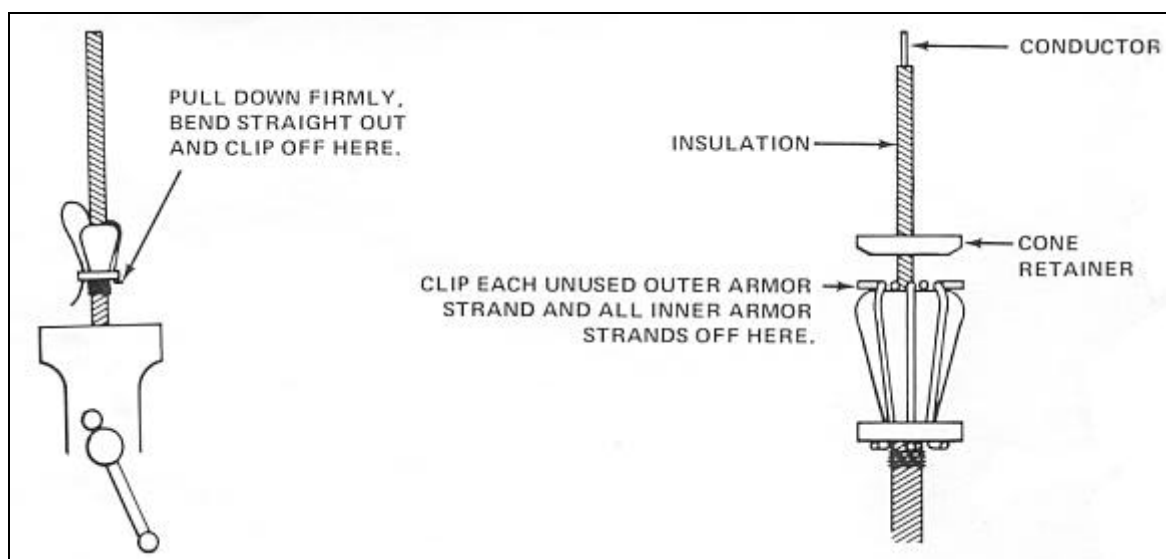 PULL DOWN FIRMLY,
BEND STRAIGHT OUT
AND CLIP OFF HERE.
CONDUCTOR
INSULATION
CONE
RETAINER
CLIP EACH UNUSED OUTER ARMOR
STRAND AND ALL INNER ARMOR
STRANDS OFF HERE.